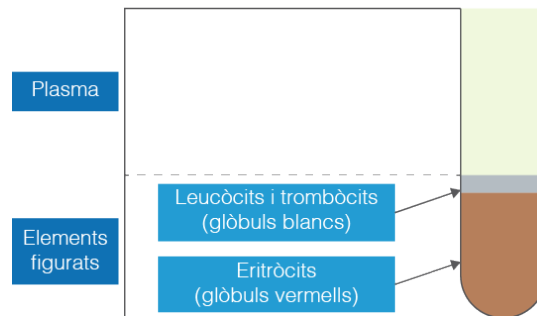 Plasma
Leucòcits i trombòcits
(glòbuls blancs)
Elements
figurats
Eritròcits
(glòbuls vermells)